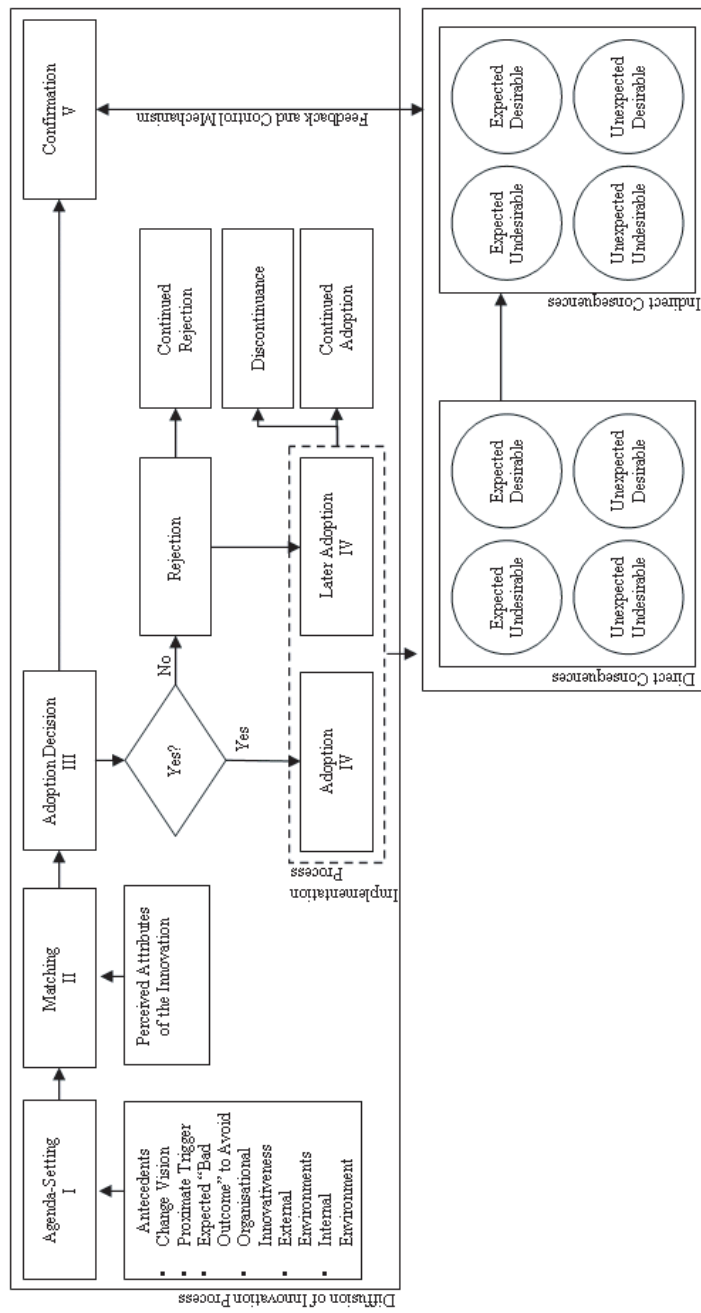 Diffusion of Innovation Process
Agenda-Setting
I
Antecedents
▪ Change Vision
▪ Proximate Trigger
▪ Expected “Bad
Outcome” to Avoid
▪ Organisational
Innovativeness
▪ External
Environments
▪ Internal
Environment
Matching
II
Perceived Attributes
of the Innovation
Adoption Decision
III
Yes?
No
Yes
Rejection
Continued
Rejection
Discontinuance
Continued
Adoption
Implementation
Process
Adoption
IV
Later Adoption
IV
Confirmation
V
Feedback and Control Mechanism
Direct Consequences
Expected
Undesirable
Expected
Desirable
Unexpected
Undesirable
Unexpected
Desirable
Indirect Consequences
Expected
Undesirable
Expected
Desirable
Unexpected
Undesirable
Unexpected
Desirable